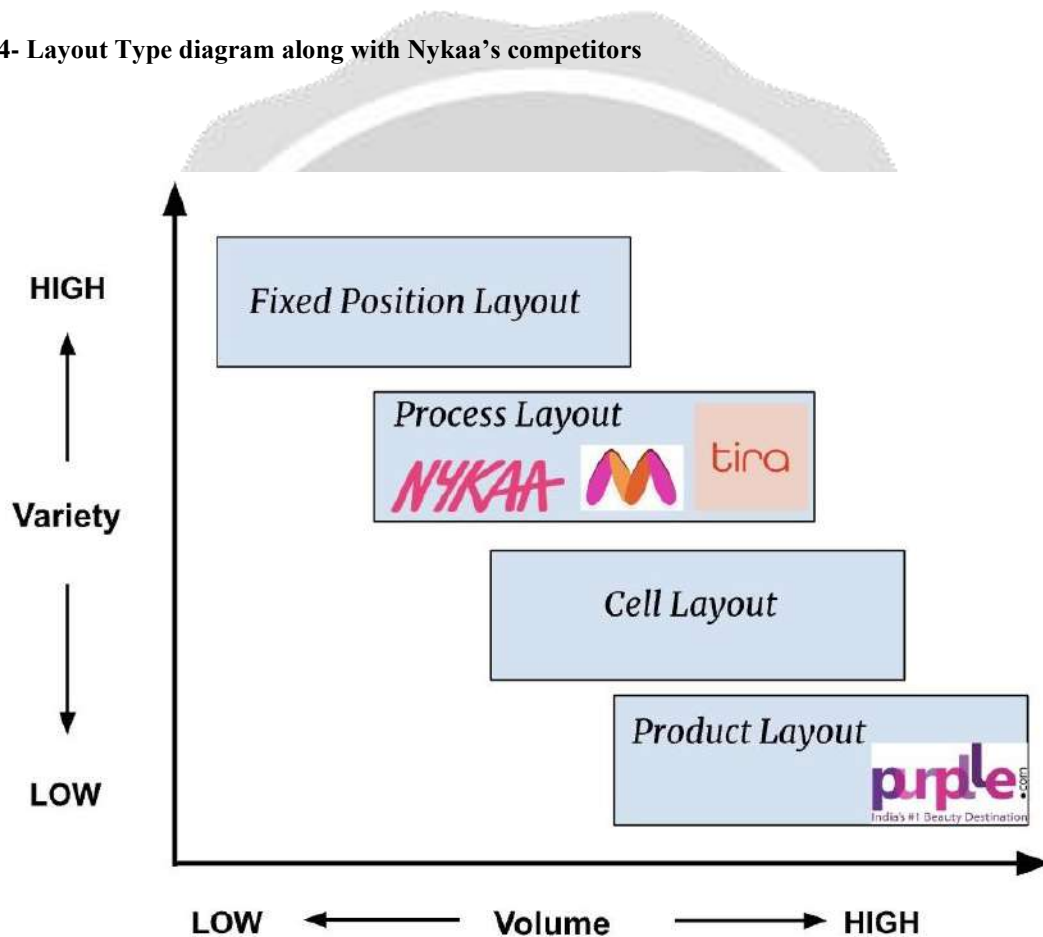 4- Layout Type diagram along with Nykaa's competitors
HIGH
Variety
LOW
Fixed Position Layout
Process Layout
NYKAA
M
tira
Cell Layout
Product Layout
purplle.com
India's #1 Beauty Destination
LOW
Volume
HIGH